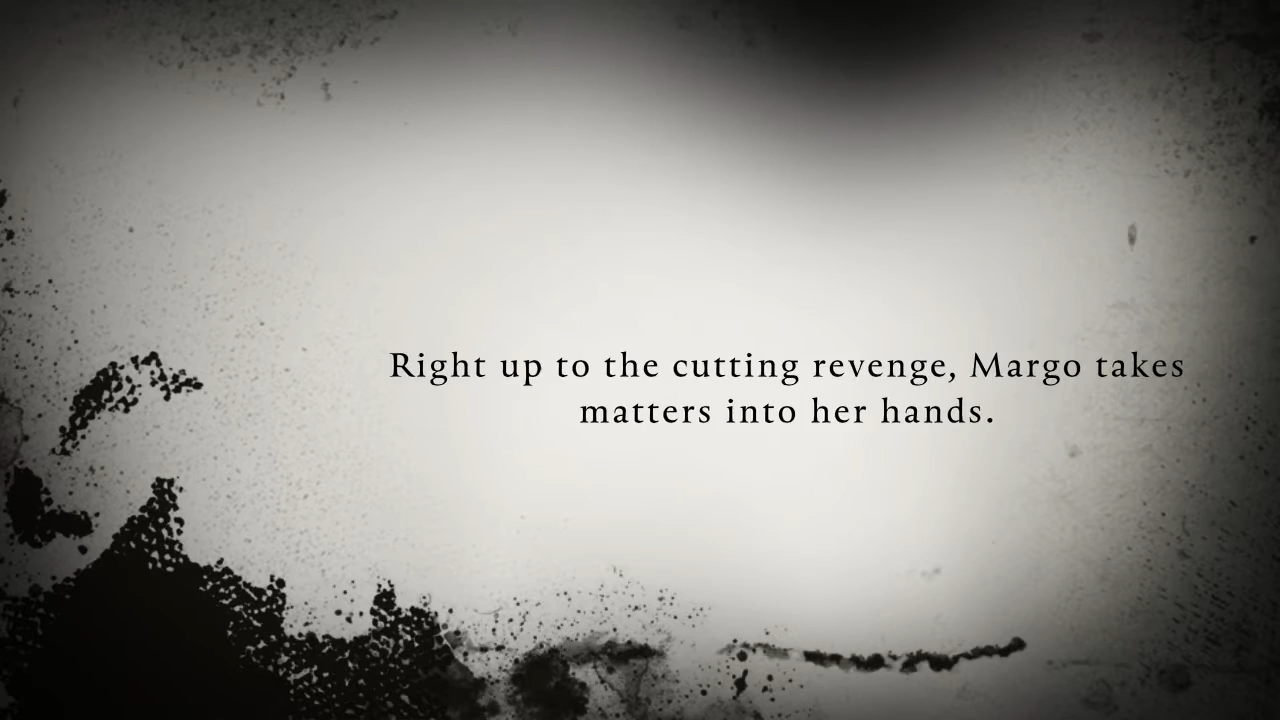 Right up to the cutting revenge, Margo takes
matters into her hands.